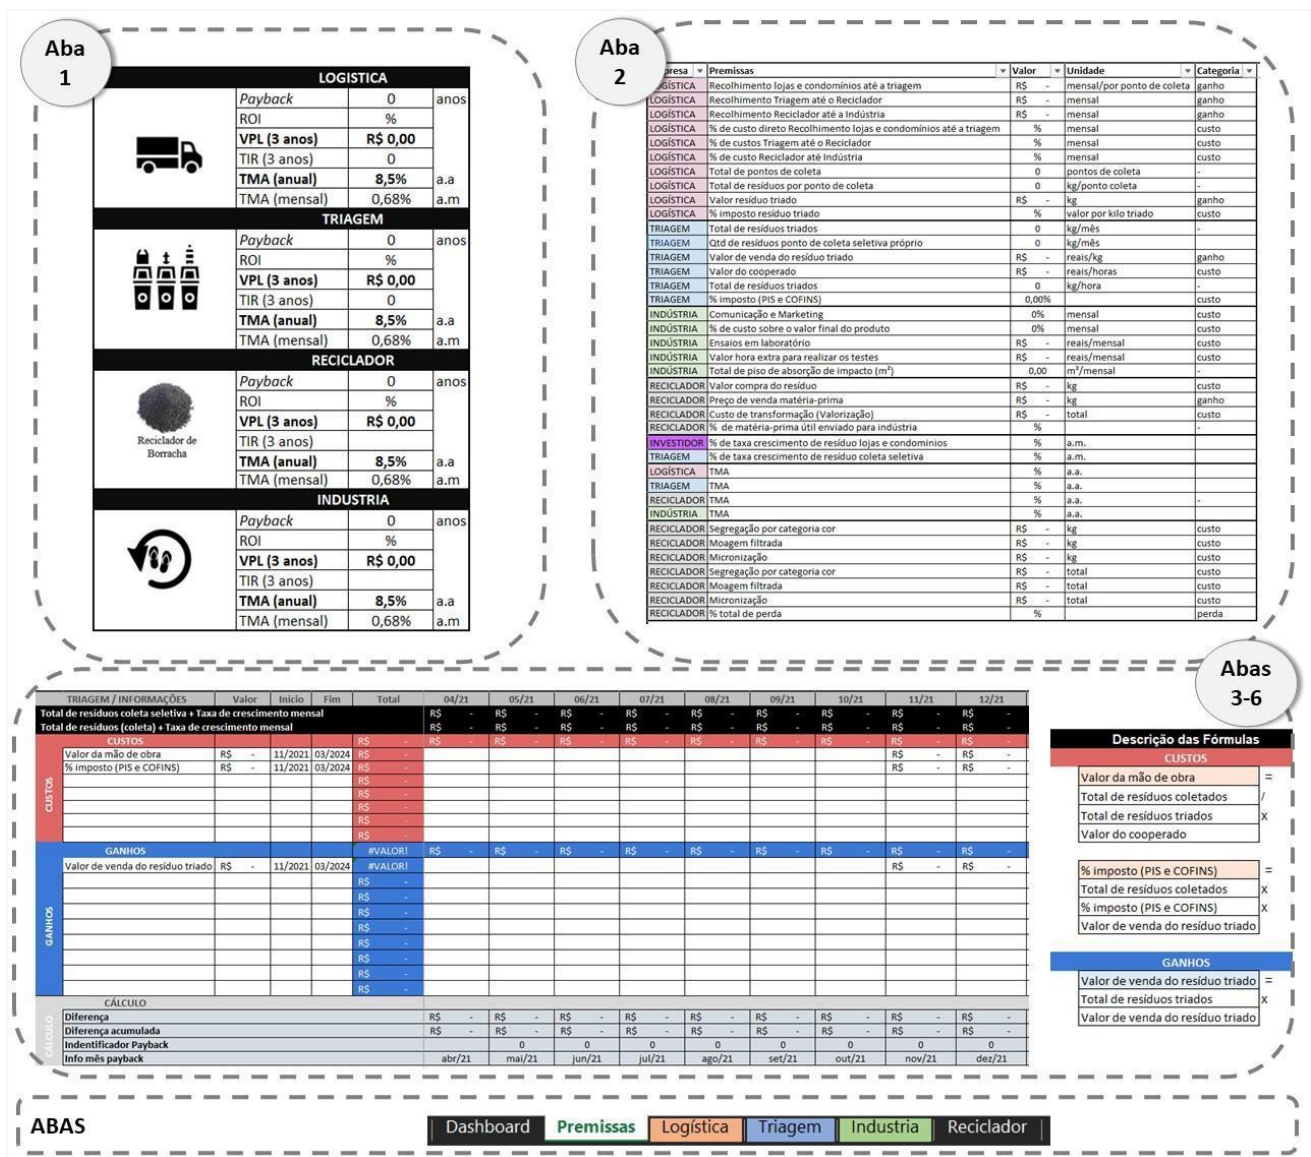 Aba
1
LOGISTICA
Payback 0 anos
ROI %
VPL (3 anos) R$ 0,00
TIR (3 anos) 0
TMA (anual) 8,5% a.a
TMA (mensal) 0,68% a.m
TRIAGEM
Payback 0 anos
ROI %
VPL (3 anos) R$ 0,00
TIR (3 anos) 0
TMA (anual) 8,5% a.a
TMA (mensal) 0,68% a.m
RECICLADOR
Payback 0 anos
ROI %
VPL (3 anos) R$ 0,00
TIR (3 anos)
TMA (anual) 8,5% a.a
TMA (mensal) 0,68% a.m
Reciclador de
Borracha
INDUSTRIA
Payback 0 anos
ROI %
VPL (3 anos) R$ 0,00
TIR (3 anos)
TMA (anual) 8,5% a.a
TMA (mensal) 0,68% a.m
Aba
2
presa Premissas Valor Unidade Categoria
LOGÍSTICA Recolhimento lojas e condomínios até a triagem R$ - mensal/por ponto de coleta ganho
LOGÍSTICA Recolhimento Triagem até o Reciclador R$ - mensal ganho
LOGÍSTICA Recolhimento Reciclador até a Indústria R$ - mensal ganho
LOGÍSTICA % de custo direto Recolhimento lojas e condomínios até a triagem % mensal custo
LOGÍSTICA % de custos Triagem até o Reciclador % mensal custo
LOGÍSTICA % de custo Reciclador até Indústria % mensal custo
LOGÍSTICA Total de pontos de coleta 0 pontos de coleta -
LOGÍSTICA Total de resíduos por ponto de coleta 0 kg/ponto coleta -
LOGÍSTICA Valor resíduo triado R$ - kg ganho
LOGÍSTICA % imposto resíduo triado % valor por kilo triado custo
TRIAGEM Total de resíduos triados 0 kg/mês -
TRIAGEM Qtd de resíduos ponto de coleta seletiva próprio 0 kg/mês
TRIAGEM Valor de venda do resíduo triado R$ - reais/kg ganho
TRIAGEM Valor do cooperado R$ - reais/horas custo
TRIAGEM Total de resíduos triados 0 kg/hora -
TRIAGEM % imposto (PIS e COFINS) 0,00% custo
INDÚSTRIA Comunicação e Marketing 0% mensal custo
INDÚSTRIA % de custo sobre o valor final do produto 0% mensal custo
INDÚSTRIA Ensaios em laboratório R$ - reais/mensal custo
INDÚSTRIA Valor hora extra para realizar os testes R$ - reais/mensal custo
INDÚSTRIA Total de piso de absorção de impacto (m²) 0,00 m²/mensal -
RECICLADOR Valor compra do resíduo R$ - kg custo
RECICLADOR Preço de venda matéria-prima R$ - kg ganho
RECICLADOR Custo de transformação (Valorização) R$ - total custo
RECICLADOR % de matéria-prima útil enviado para indústria % -
INVESTIDOR % de taxa crescimento de resíduo lojas e condominios % a.m.
TRIAGEM % de taxa crescimento de resíduo coleta seletiva % a.m.
LOGÍSTICA TMA % a.a.
TRIAGEM TMA % a.a.
RECICLADOR TMA % a.a. -
INDÚSTRIA TMA % a.a.
RECICLADOR Segregação por categoria cor R$ - kg custo
RECICLADOR Moagem filtrada R$ - kg custo
RECICLADOR Micronização R$ - kg custo
RECICLADOR Segregação por categoria cor R$ - total custo
RECICLADOR Moagem filtrada R$ - total custo
RECICLADOR Micronização R$ - total custo
RECICLADOR % total de perda % perda
Abas
3-6
TRIAGEM / INFORMAÇÕES Valor Início Fim Total 04/21 05/21 06/21 07/21 08/21 09/21 10/21 11/21 12/21
Total de resíduos coleta seletiva + Taxa de crescimento mensal R$ - R$ - R$ - R$ - R$ - R$ - R$ - R$ - R$ -
Total de resíduos (coleta) + Taxa de crescimento mensal R$ - R$ - R$ - R$ - R$ - R$ - R$ - R$ - R$ -
CUSTOS R$ - R$ - R$ - R$ - R$ - R$ - R$ - R$ - R$ - R$ -
CUSTOS
Valor da mão de obra R$ - 11/2021 03/2024 R$ - R$ - R$ -
% imposto (PIS e COFINS) R$ - 11/2021 03/2024 R$ - R$ - R$ -
R$ -
R$ -
R$ -
R$ -
R$ -
GANHOS #VALOR! R$ - R$ - R$ - R$ - R$ - R$ - R$ - R$ - R$ -
GANHOS
Valor de venda do resíduo triado R$ - 11/2021 03/2024 #VALOR! R$ - R$ -
R$ -
R$ -
R$ -
R$ -
R$ -
R$ -
R$ -
R$ -
CÁLCULO
CÁLCULO
Diferença R$ - R$ - R$ - R$ - R$ - R$ - R$ - R$ - R$ -
Diferença acumulada R$ - R$ - R$ - R$ - R$ - R$ - R$ - R$ - R$ -
Indentificador Payback 0 0 0 0 0 0 0 0
Info mês payback abr/21 mai/21 jun/21 jul/21 ago/21 set/21 out/21 nov/21 dez/21
Descrição das Fórmulas
CUSTOS
Valor da mão de obra =
Total de resíduos coletados /
Total de resíduos triados x
Valor do cooperado
% imposto (PIS e COFINS) =
Total de resíduos coletados x
% imposto (PIS e COFINS) x
Valor de venda do resíduo triado
GANHOS
Valor de venda do resíduo triado =
Total de resíduos triados x
Valor de venda do resíduo triado
ABAS
Dashboard Premissas Logística Triagem Industria Reciclador